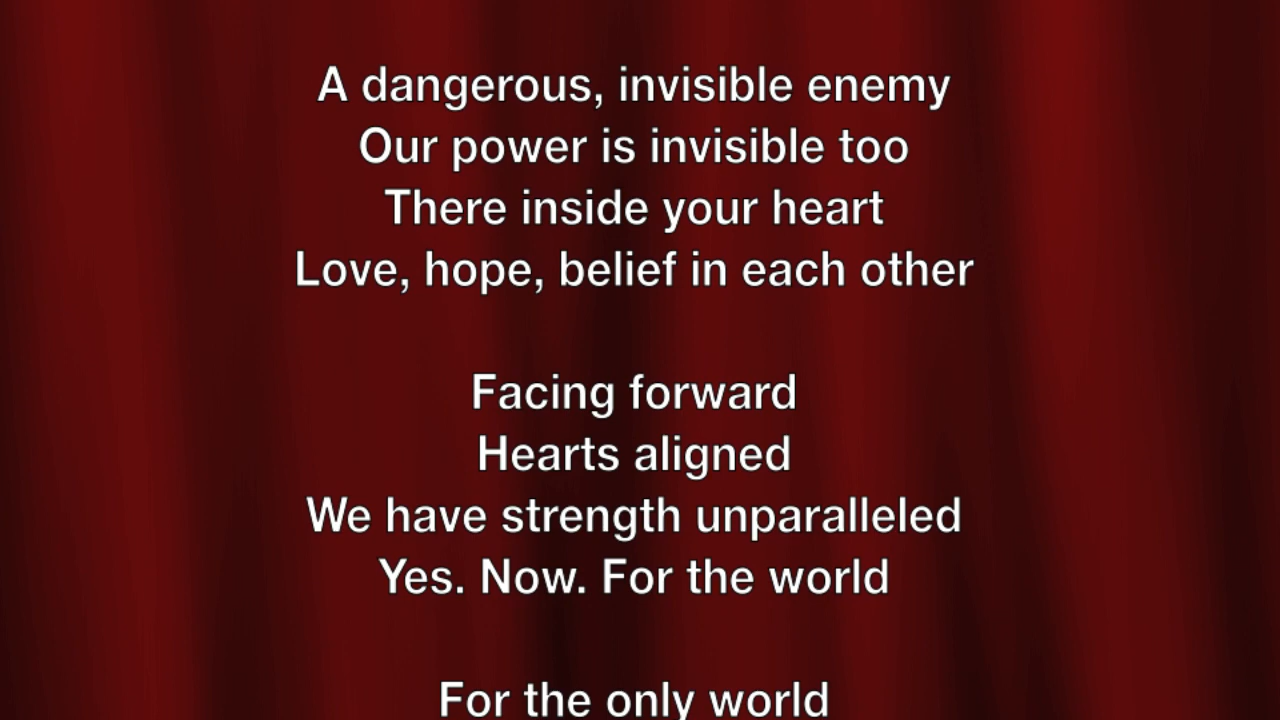 A dangerous, invisible enemy
Our power is invisible too
There inside your heart
Love, hope, belief in each other
Facing forward
Hearts aligned
We have strength unparalleled
Yes. Now. For the world
For the only world